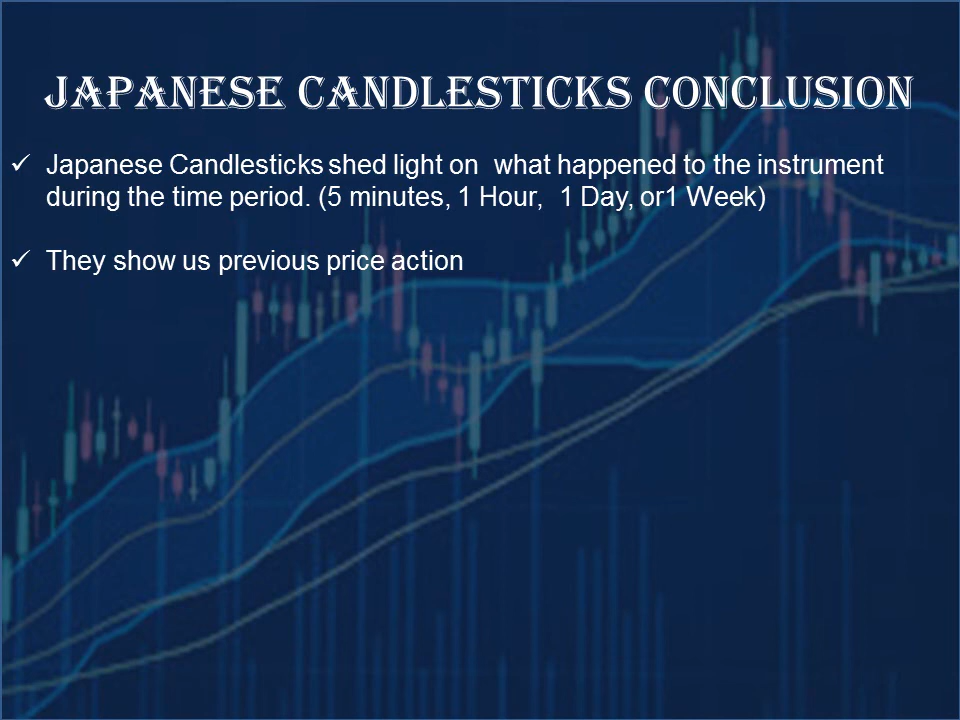 JAPANESE CANDLESTICKS CONCLUSION
✓ Japanese Candlesticks shed light on  what happened to the instrument
during the time period. (5 minutes, 1 Hour,  1 Day, or1 Week)
✓ They show us previous price action